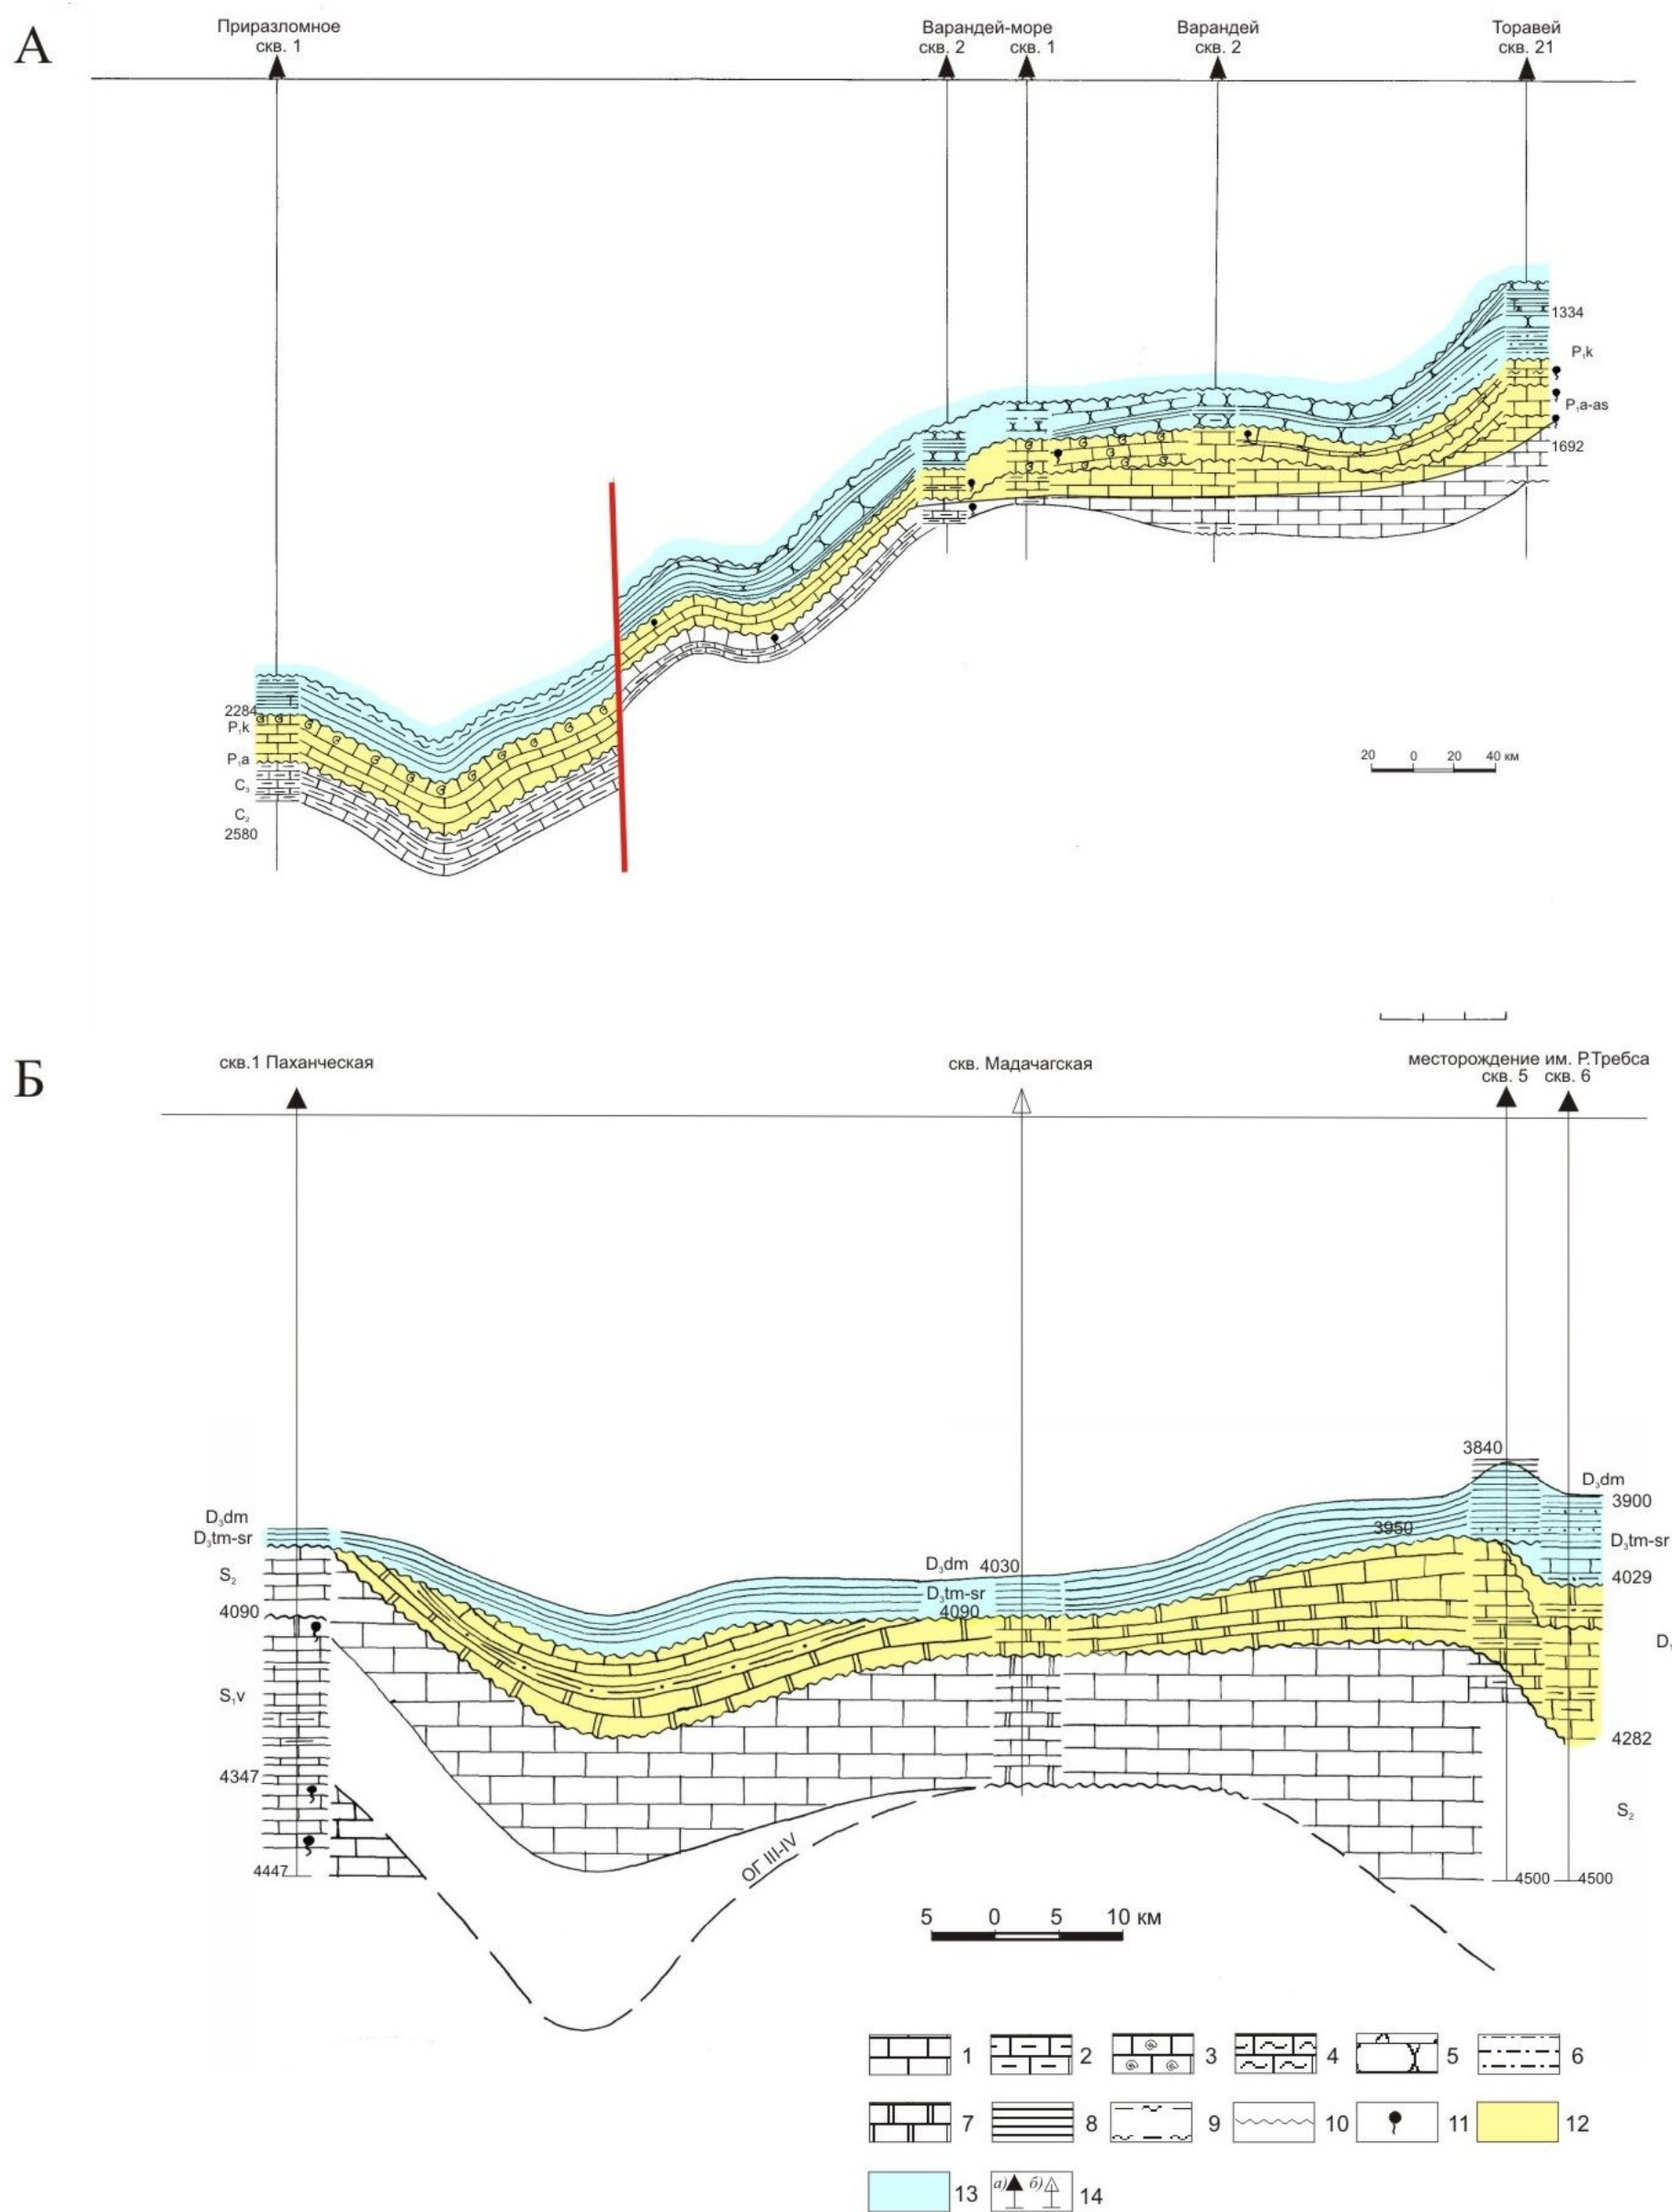 А
Приразломное
скв. 1
Варандей-море
скв. 2 скв. 1
Варандей
скв. 2
Торавей
скв. 21
1334
P₁k
P₁a-as
1692
2284
P₁k
P₁a
C₃
C₂
2580
20 0 20 40 км
Б
скв.1 Паханческая
скв. Мадачагская
месторождение им. Р.Требса
скв. 5 скв. 6
3840
D₃dm
3900
D₃dm
D₃tm-sr
3950
D₃tm-sr
S₂
D₃dm 4030
4029
D₃tm-sr
4090
4090
D₁
S₁v
4282
4347
S₂
ОГ III-IV
4447
4500 4500
5 0 5 10 км
1 2 3 4 5 6
7 8 9 10 11 12
13 а) б) 14